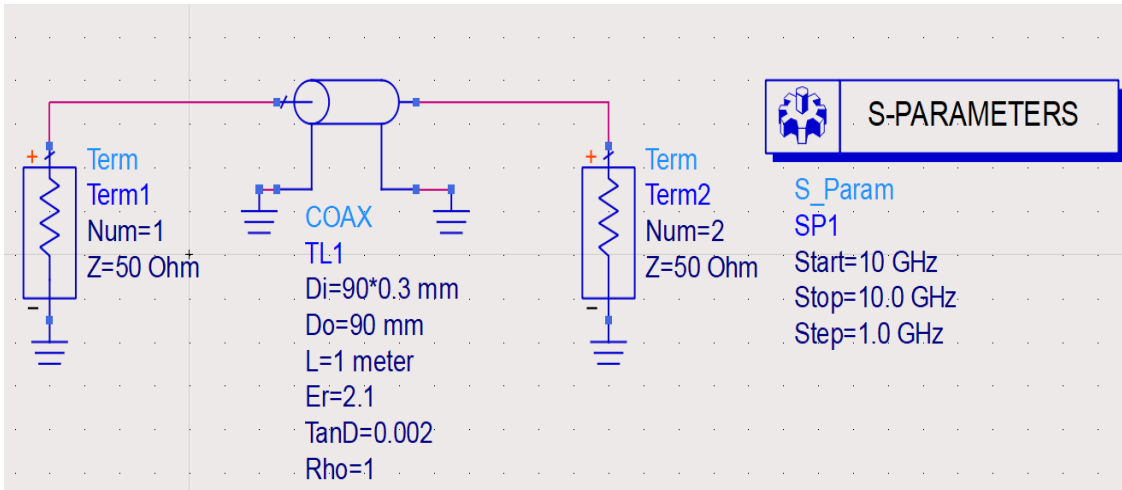 S-PARAMETERS
+
Term
Term1
Num=1
Z=50 Ohm
-
COAX
TL1
Di=90*0.3 mm
Do=90 mm
L=1 meter
Er=2.1
TanD=0.002
Rho=1
+
Term
Term2
Num=2
Z=50 Ohm
-
S_Param
SP1
Start=10 GHz
Stop=10.0 GHz
Step=1.0 GHz